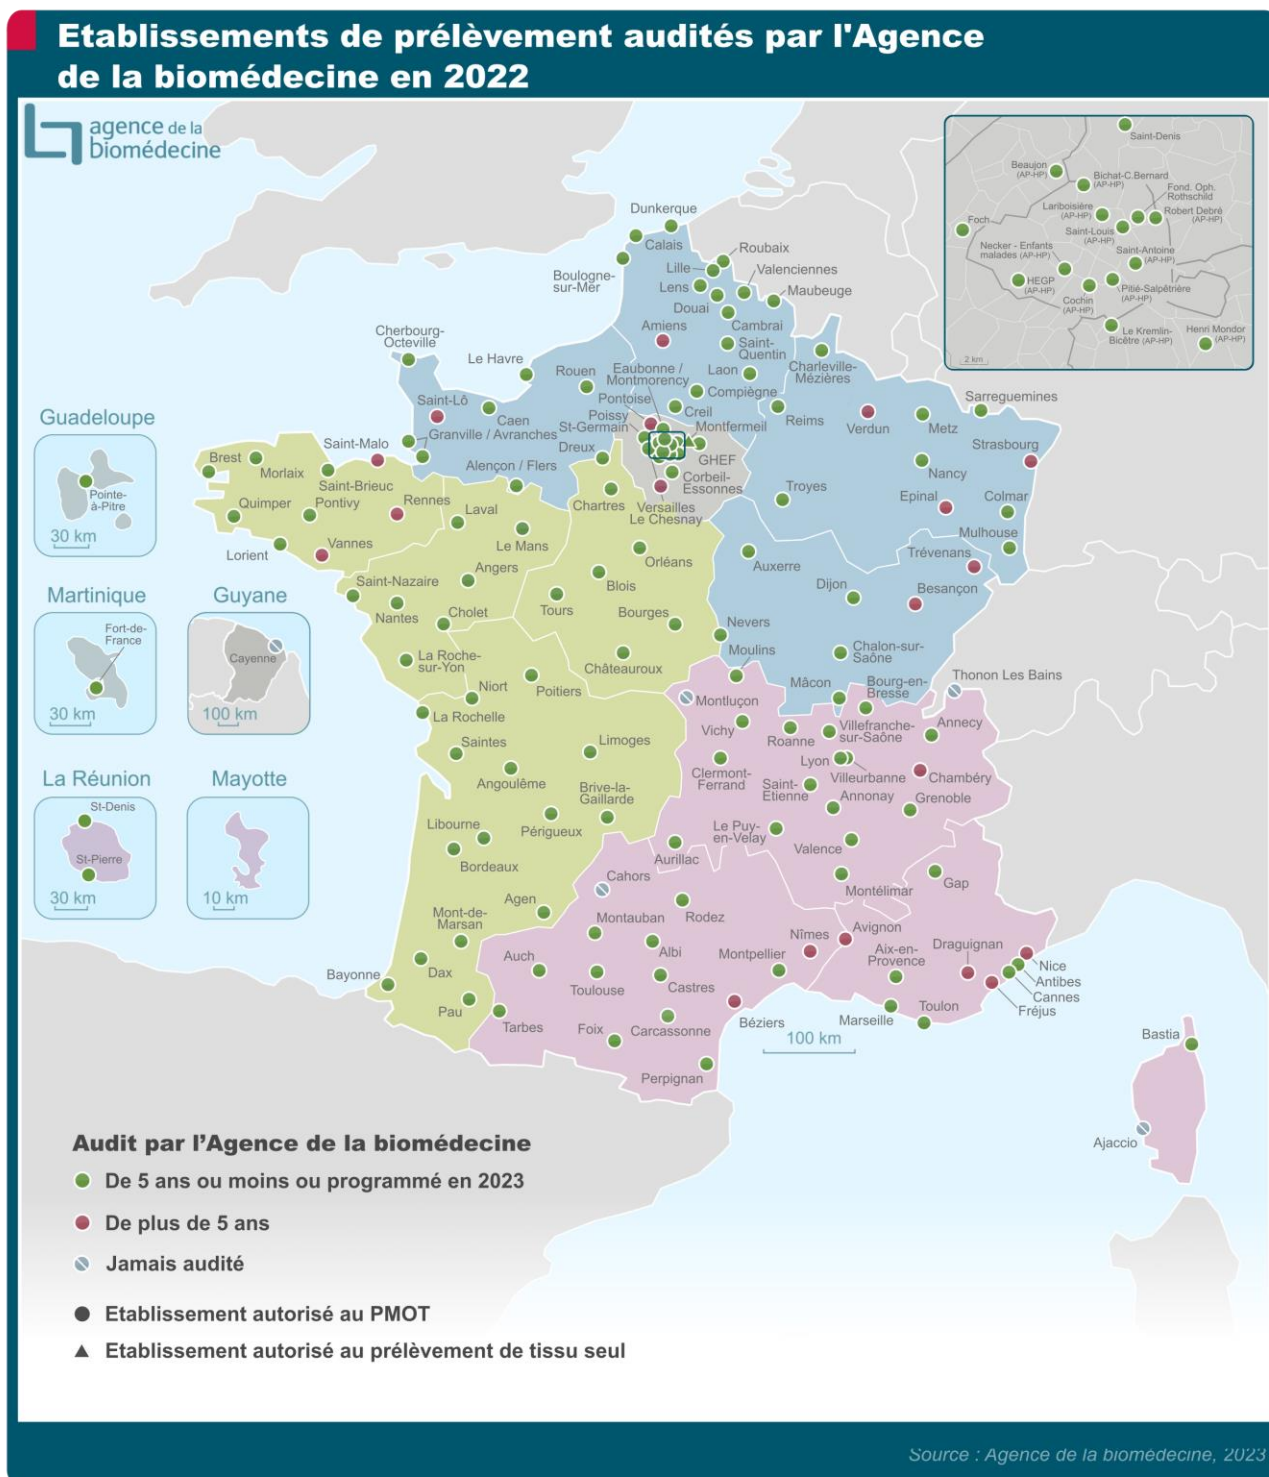 Etablissements de prélèvement audités par l'Agence
de la biomédecine en 2022
agence de la
biomédecine
Saint-Denis
Beaujon
(AP-HP)
Bichat-C.Bernard
(AP-HP)
Fond. Oph.
Rothschild
Lariboisière
(AP-HP)
Robert Debré
(AP-HP)
Foch
Saint-Louis
(AP-HP)
Necker - Enfants
malades (AP-HP)
Saint-Antoine
(AP-HP)
HEGP
(AP-HP)
Cochin
(AP-HP)
Pitié-Salpêtrière
(AP-HP)
Le Kremlin-
Bicêtre (AP-HP)
Henri Mondor
(AP-HP)
2 km
Dunkerque
Calais
Boulogne-
sur-Mer
Roubaix
Lille
Valenciennes
Lens
Maubeuge
Douai
Cambrai
Amiens
Saint-
Quentin
Cherbourg-
Octeville
Le Havre
Rouen
Eaubonne /
Montmorency
Laon
Charleville-
Mézières
Pontoise
Compiègne
Saint-Lô
Caen
Poissy
St-Germain
Creil
Montfermeil
Reims
Verdun
Metz
Sarreguemines
Strasbourg
Granville / Avranches
Saint-Malo
Dreux
GHEF
Alençon / Flers
Corbeil-
Essonnes
Nancy
Brest
Morlaix
Saint-Brieuc
Rennes
Chartres
Versailles
Le Chesnay
Troyes
Epinal
Colmar
Quimper
Pontivy
Laval
Mulhouse
Lorient
Vannes
Le Mans
Orléans
Auxerre
Trévenans
Saint-Nazaire
Angers
Blois
Dijon
Besançon
Nantes
Cholet
Tours
Bourges
Nevers
La Roche-
sur-Yon
Châteauroux
Moulins
Chalon-sur-
Saône
Niort
Poitiers
Montluçon
Mâcon
Bourg-en-
Bresse
Thonon Les Bains
La Rochelle
Vichy
Roanne
Villefranche-
sur-Saône
Annecy
Saintes
Limoges
Clermont-
Ferrand
Lyon
Villeurbanne
Chambéry
Angoulême
Brive-la-
Gaillarde
Saint-
Etienne
Annonay
Grenoble
Libourne
Périgueux
Le Puy-
en-Velay
Valence
Bordeaux
Aurillac
Montélimar
Gap
Cahors
Agen
Rodez
Mont-de-
Marsan
Montauban
Avignon
Nîmes
Albi
Montpellier
Aix-en-
Provence
Draguignan
Nice
Antibes
Cannes
Fréjus
Bayonne
Dax
Auch
Toulouse
Castres
Pau
Tarbes
Foix
Carcassonne
Béziers
Marseille
Toulon
100 km
Perpignan
Bastia
Ajaccio
Guadeloupe
Pointe-
à-Pitre
30 km
Martinique
Fort-de-
France
30 km
Guyane
Cayenne
100 km
La Réunion
St-Denis
St-Pierre
30 km
Mayotte
10 km
Audit par l’Agence de la biomédecine
De 5 ans ou moins ou programmé en 2023
De plus de 5 ans
Jamais audité
Etablissement autorisé au PMOT
Etablissement autorisé au prélèvement de tissu seul
Source : Agence de la biomédecine, 2023